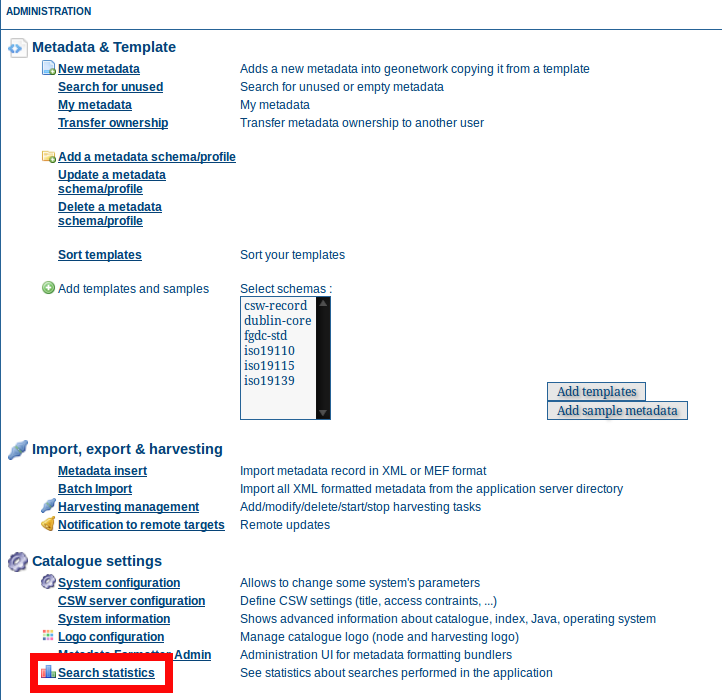 ADMINISTRATION
Metadata & Template
New metadata Adds a new metadata into geonetwork copying it from a template
Search for unused Search for unused or empty metadata
My metadata My metadata
Transfer ownership Transfer metadata ownership to another user
Add a metadata schema/profile
Update a metadata
schema/profile
Delete a metadata
schema/profile
Sort templates Sort your templates
Add templates and samples Select schemas :
csw-record
dublin-core
fgdc-std
iso19110
iso19115
iso19139
Add templates
Add sample metadata
Import, export & harvesting
Metadata insert Import metadata record in XML or MEF format
Batch Import Import all XML formatted metadata from the application server directory
Harvesting management Add/modify/delete/start/stop harvesting tasks
Notification to remote targets Remote updates
Catalogue settings
System configuration Allows to change some system's parameters
CSW server configuration Define CSW settings (title, access contraints, ...)
System information Shows advanced information about catalogue, index, Java, operating system
Logo configuration Manage catalogue logo (node and harvesting logo)
Metadata Formatter Admin Administration UI for metadata formatting bundlers
Search statistics See statistics about searches performed in the application